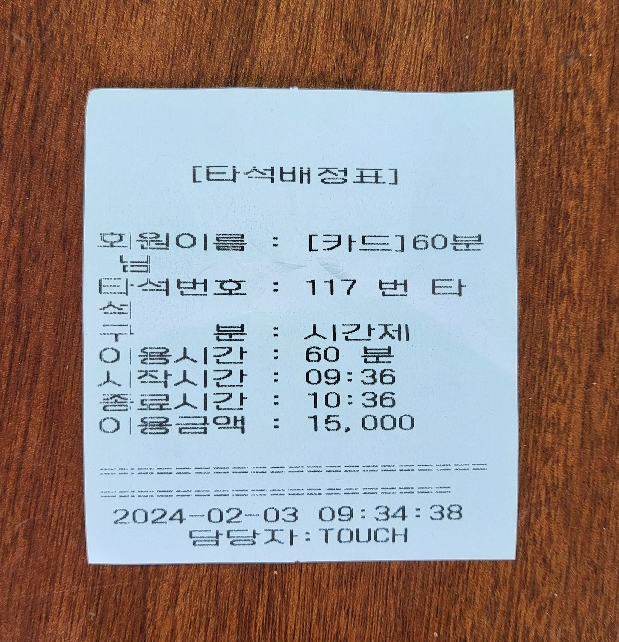 [타석배정표]
회원이름 : [카드]60분
님
타석번호 : 117 번 타
석
구 분 : 시간제
이용시간 : 60 분
시작시간 : 09:36
종료시간 : 10:36
이용금액 : 15,000
==========================================
======================================
2024-02-03 09:34:38
담당자:TOUCH